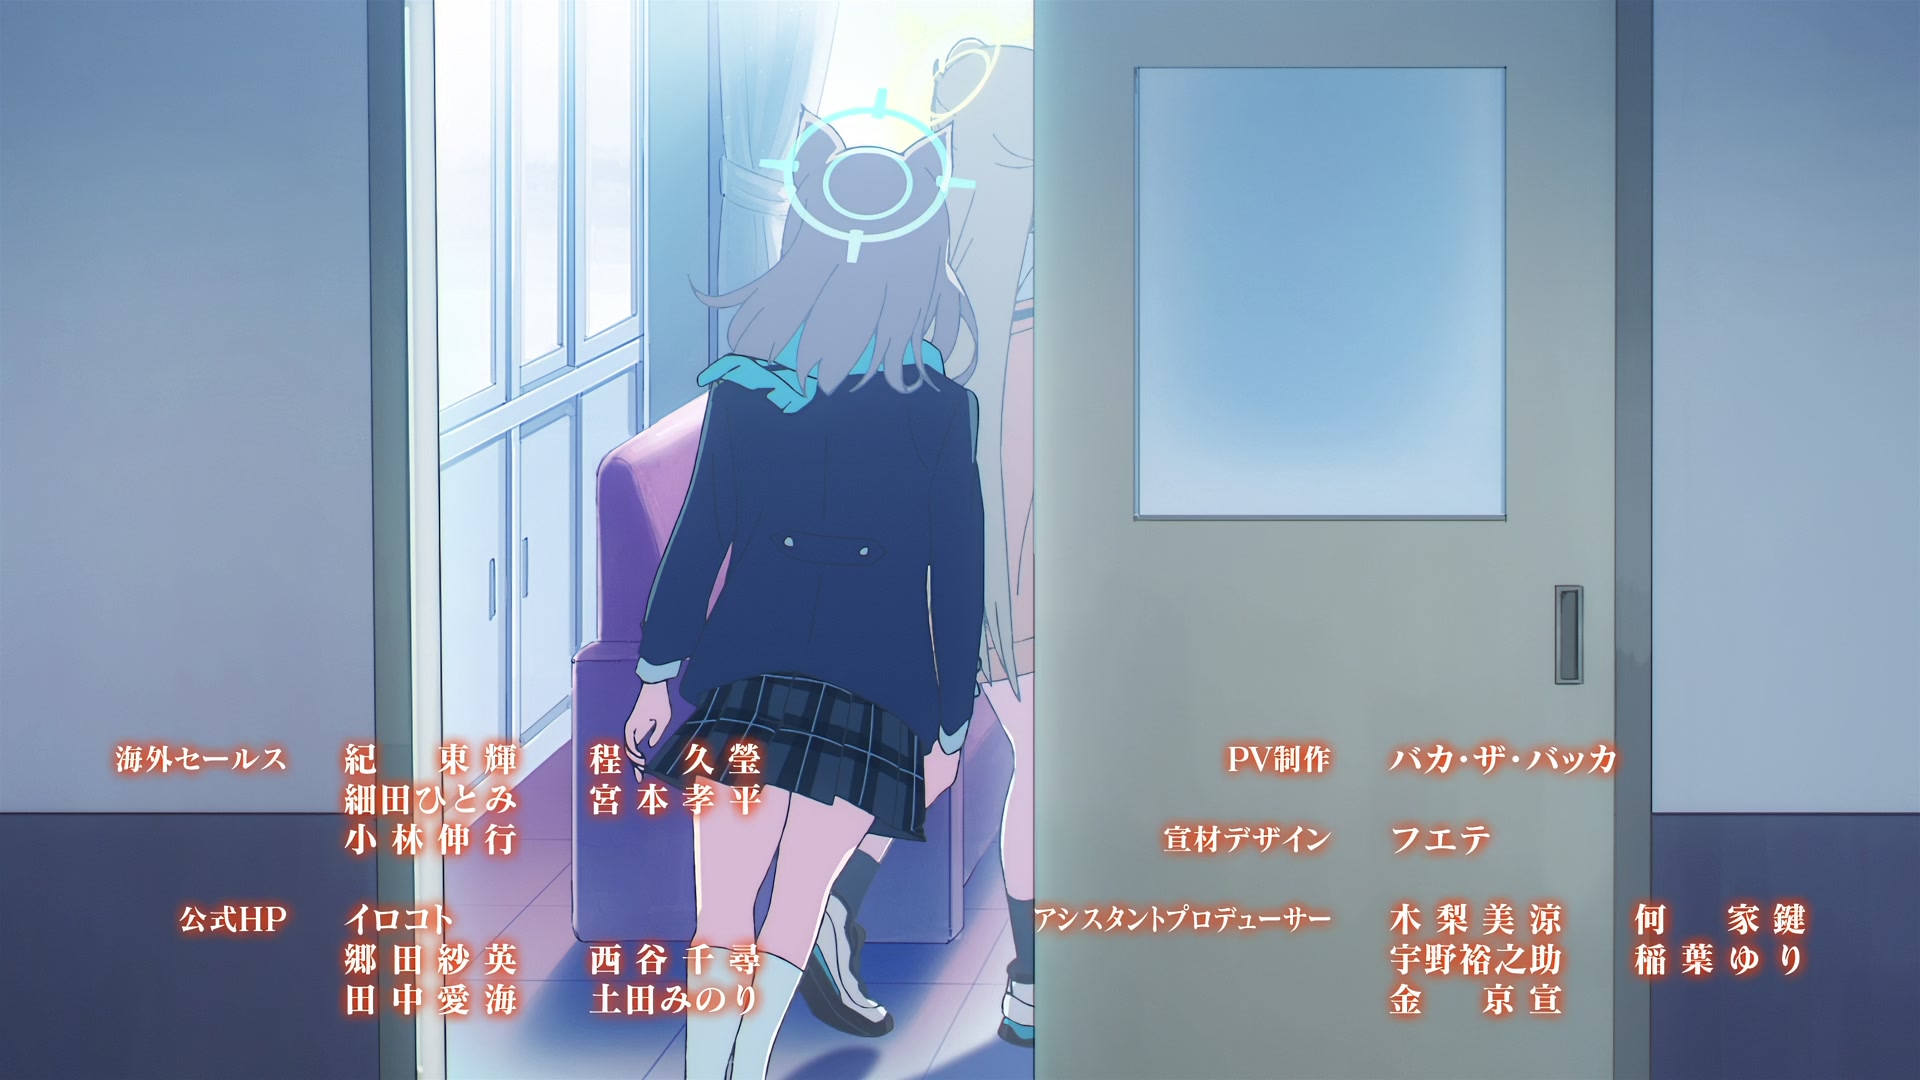 海外セールス 紀 東輝 程 久瑩
細田ひとみ 宮本孝平
小林伸行
公式HP イロコト
郷田紗英 西谷千尋
田中愛海 土田みのり
PV制作 バカ・ザ・バッカ
宣材デザイン フエテ
アシスタントプロデューサー 木梨美涼 何 家鍵
宇野裕之助 稲葉ゆり
金 京宣